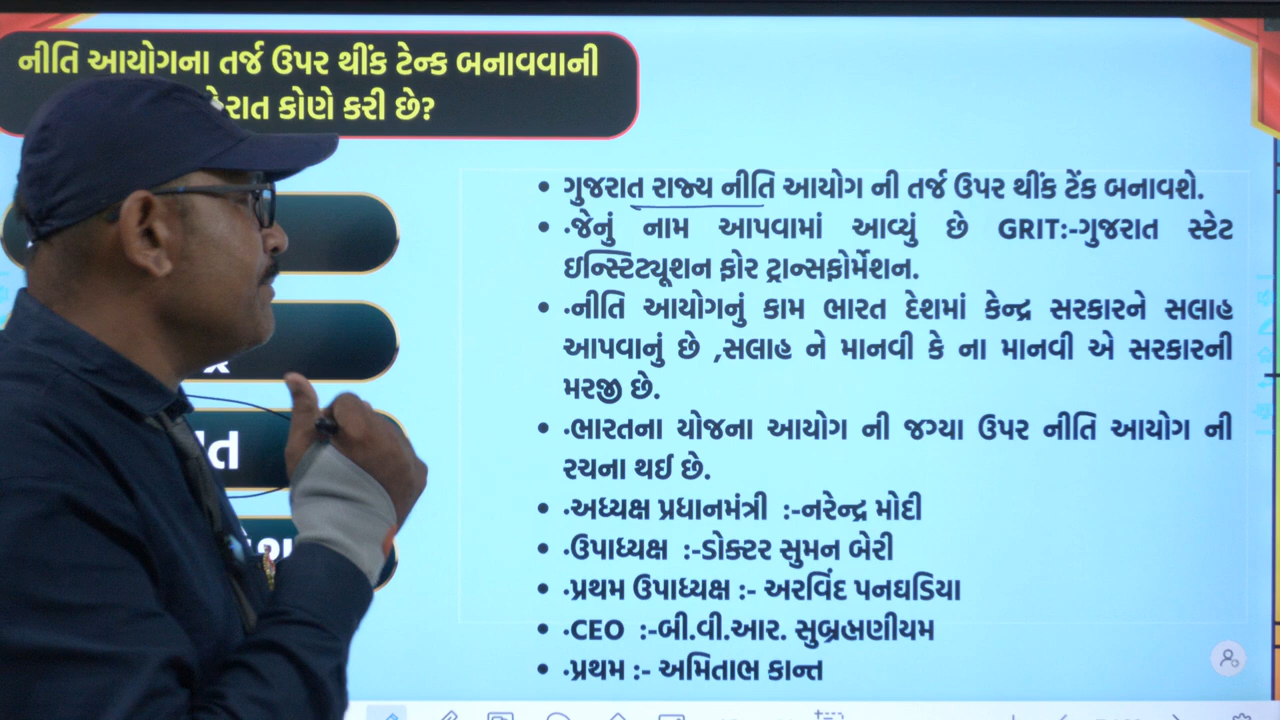 નીતિ આયોગના તર્જ ઉપર થીંક ટેન્ક બનાવવાની
કોણે કરી છે?
• ગુજરાત રાજ્ય નીતિ આયોગ ની તર્જ ઉપર થીંક ટેંક બનાવશે.
• ·જેનું નામ આપવામાં આવ્યું છે GRIT:-ગુજરાત સ્ટેટ
ઇન્સ્ટિટ્યૂશન ફોર ટ્રાન્સફોર્મેશન.
• ·નીતિ આયોગનું કામ ભારત દેશમાં કેન્દ્ર સરકારને સલાહ
આપવાનું છે ,સલાહ ને માનવી કે ના માનવી એ સરકારની
મરજી છે.
• ·ભારતના યોજના આયોગ ની જગ્યા ઉપર નીતિ આયોગ ની
રચના થઈ છે.
• ·અધ્યક્ષ પ્રધાનમંત્રી :-નરેન્દ્ર મોદી
• ·ઉપાધ્યક્ષ :-ડોક્ટર સુમન બેરી
• ·પ્રથમ ઉપાધ્યક્ષ :- અરવિંદ પનઘડિયા
• ·CEO :-બી.વી.આર. સુબ્રહ્મણીયમ
• ·પ્રથમ :- અમિતાભ કાન્ત